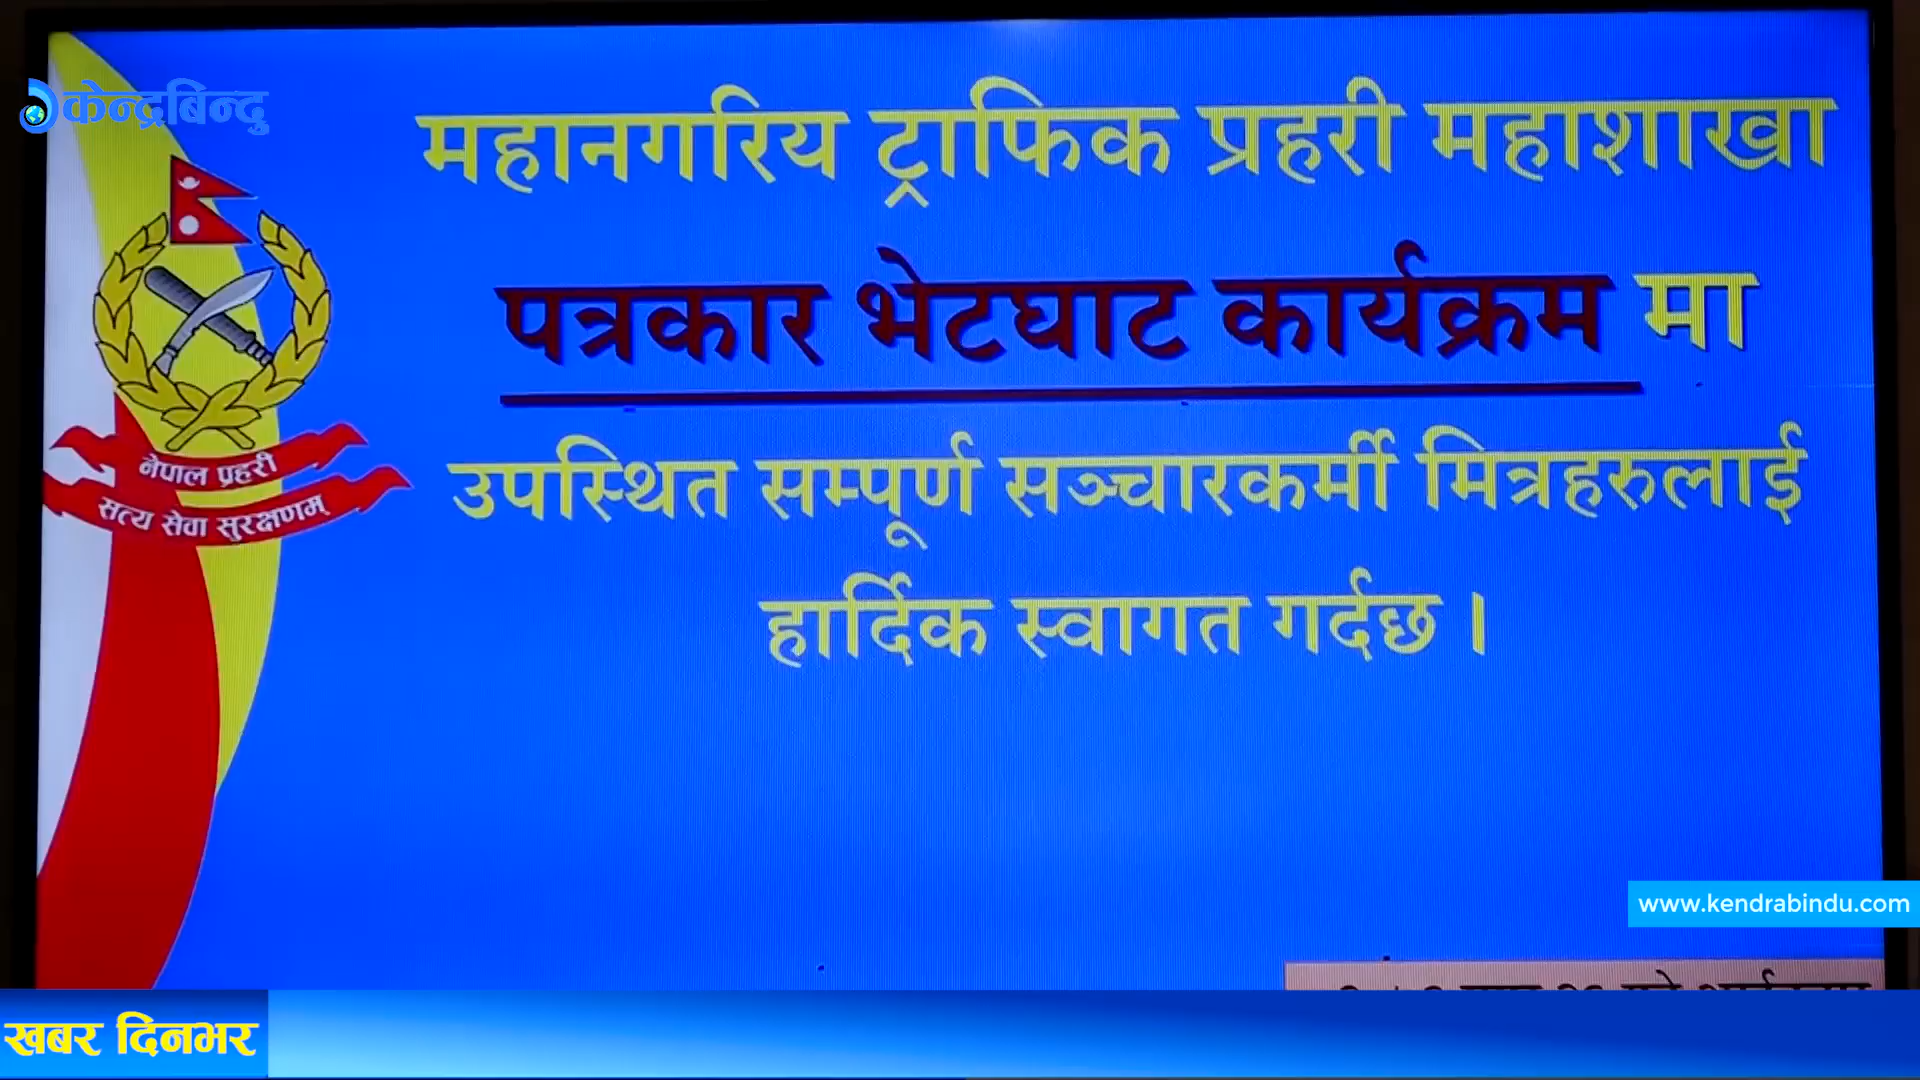 केन्द्रबिन्दु
महानगरिय ट्राफिक प्रहरी महाशाखा
पत्रकार भेटघाट कार्यक्रम मा
उपस्थित सम्पूर्ण सञ्चारकर्मी मित्रहरुलाई
हार्दिक स्वागत गर्दछ ।
नेपाल प्रहरी
सत्य सेवा सुरक्षणम्
www.kendrabindu.com
खबर दिनभर